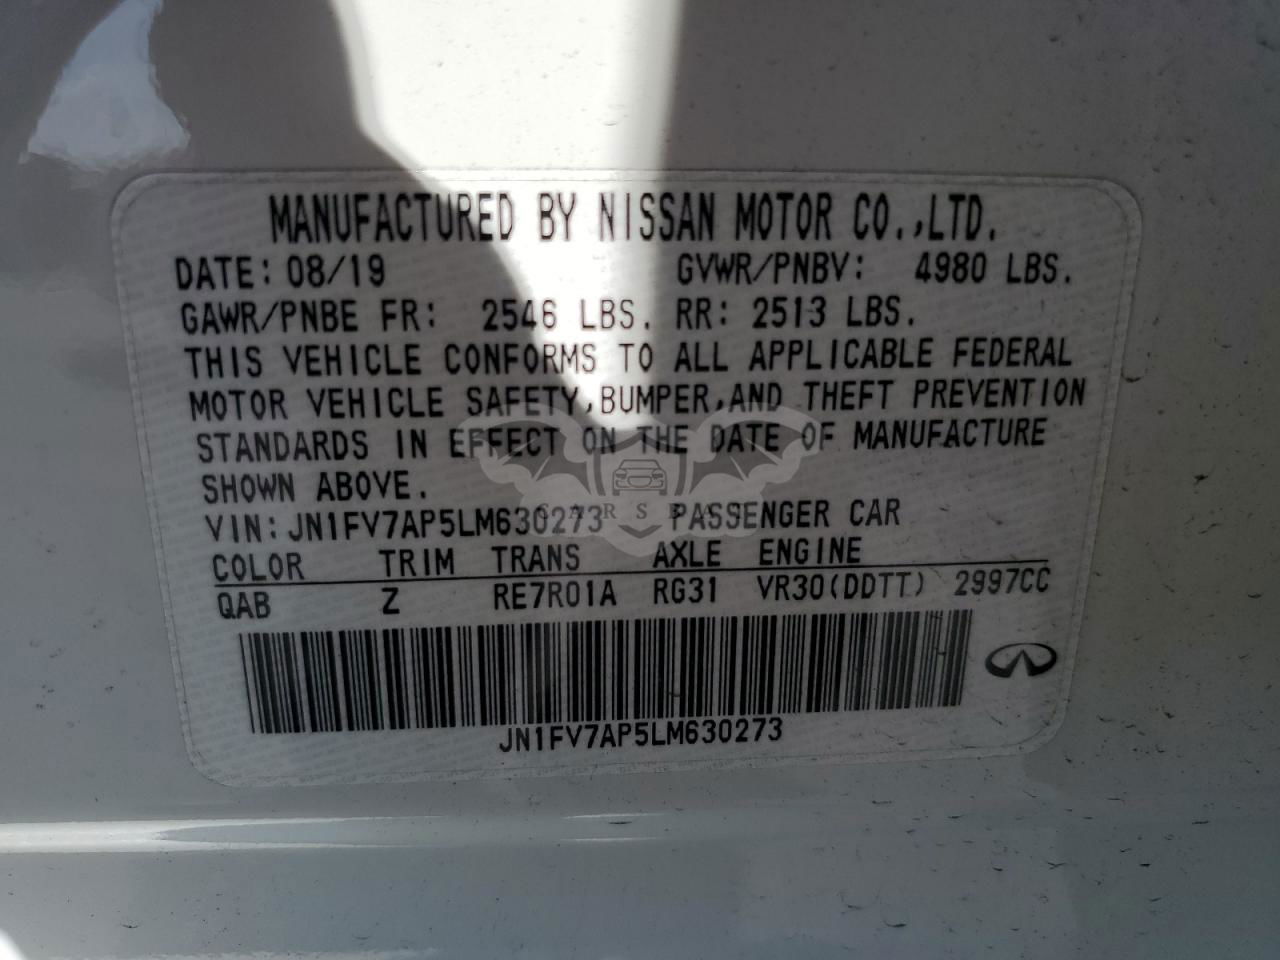 MANUFACTURED BY NISSAN MOTOR CO.,LTD.
DATE: 08/19 GVWR/PNBV: 4980 LBS.
GAWR/PNBE FR: 2546 LBS. RR: 2513 LBS.
THIS VEHICLE CONFORMS TO ALL APPLICABLE FEDERAL
MOTOR VEHICLE SAFETY,BUMPER,AND THEFT PREVENTION
STANDARDS IN EFFECT ON THE DATE OF MANUFACTURE
SHOWN ABOVE.
VIN:JN1FV7AP5LM630273 PASSENGER CAR
COLOR TRIM TRANS AXLE ENGINE
QAB Z RE7R01A RG31 VR30(DDTT) 2997CC
JN1FV7AP5LM630273